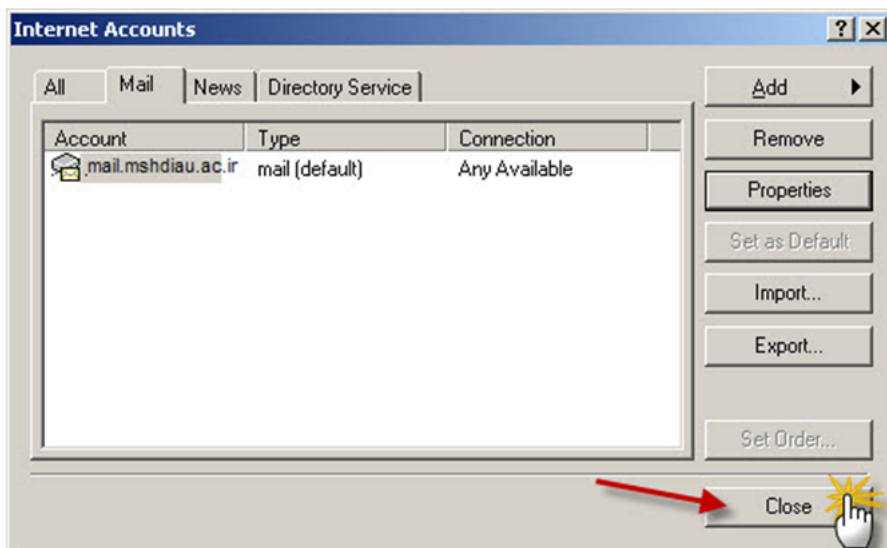 Internet Accounts
All Mail News Directory Service
Add
Remove
Properties
Set as Default
Import...
Export...
Set Order...
Close
Account Type Connection
mail.mshdiau.ac.ir mail (default) Any Available